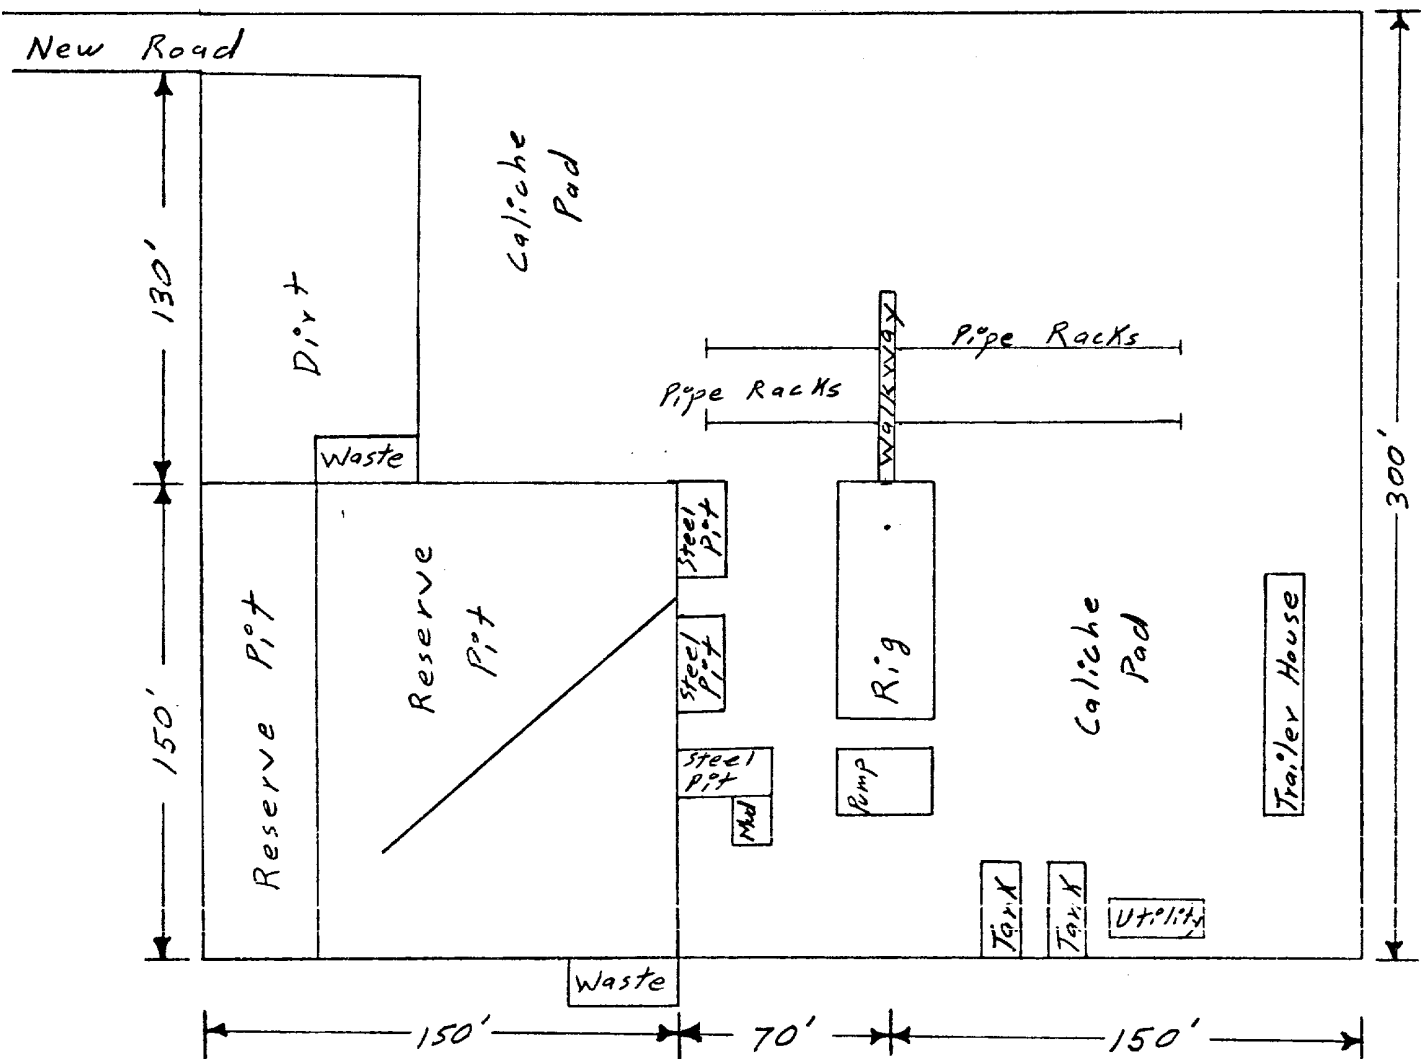 New Road
Caliche
Pad
130'
Dirt
300'
Pipe Racks
Walkway
Pipe Racks
Waste
Steel
Pit
Reserve
Pit
Reserve Pit
Steel
Pit
Rig
Caliche
Pad
Trailer House
150'
Steel
Pit
Pump
Mud
Tank
Tank
Utility
Waste
150'
70'
150'